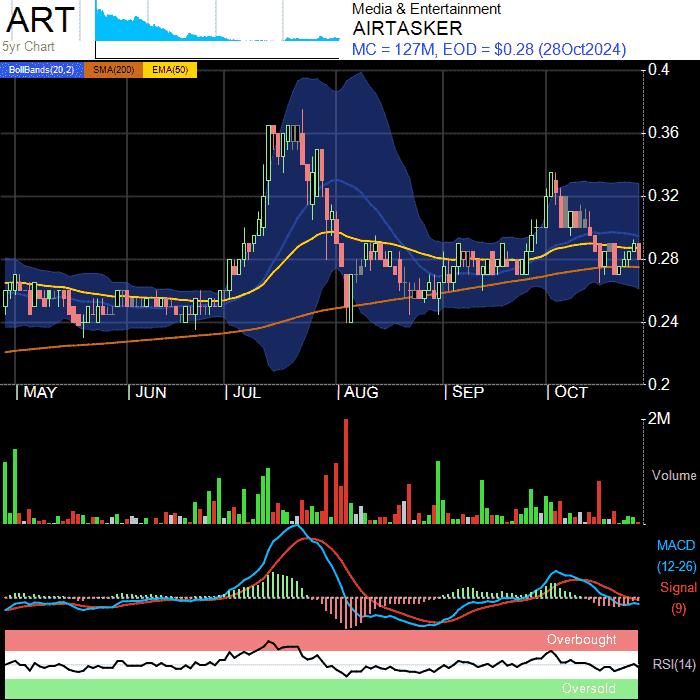 ART
5yr Chart
Media & Entertainment
AIRTASKER
MC = 127M, EOD = $0.28 (28Oct2024)
BollBands(20,2) SMA(200) EMA(50)
0.4
0.36
0.32
0.28
0.24
0.2
MAY JUN JUL AUG SEP OCT
2M
Volume
MACD
(12-26)
Signal
(9)
Overbought
RSI(14)
Oversold